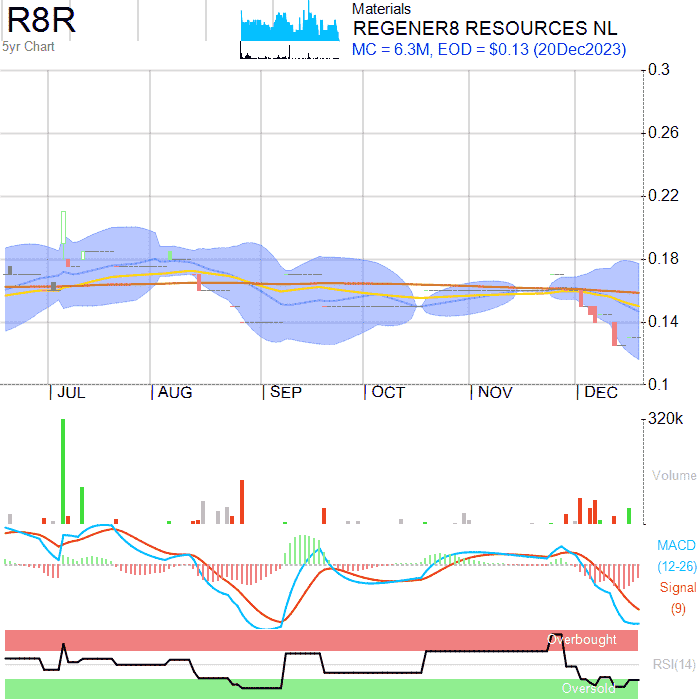 R8R
5yr Chart
Materials
REGENER8 RESOURCES NL
MC = 6.3M, EOD = $0.13 (20Dec2023)
0.3
0.26
0.22
0.18
0.14
0.1
JUL AUG SEP OCT NOV DEC
320k
Volume
MACD
(12-26)
Signal
(9)
Overbought
RSI(14)
Oversold